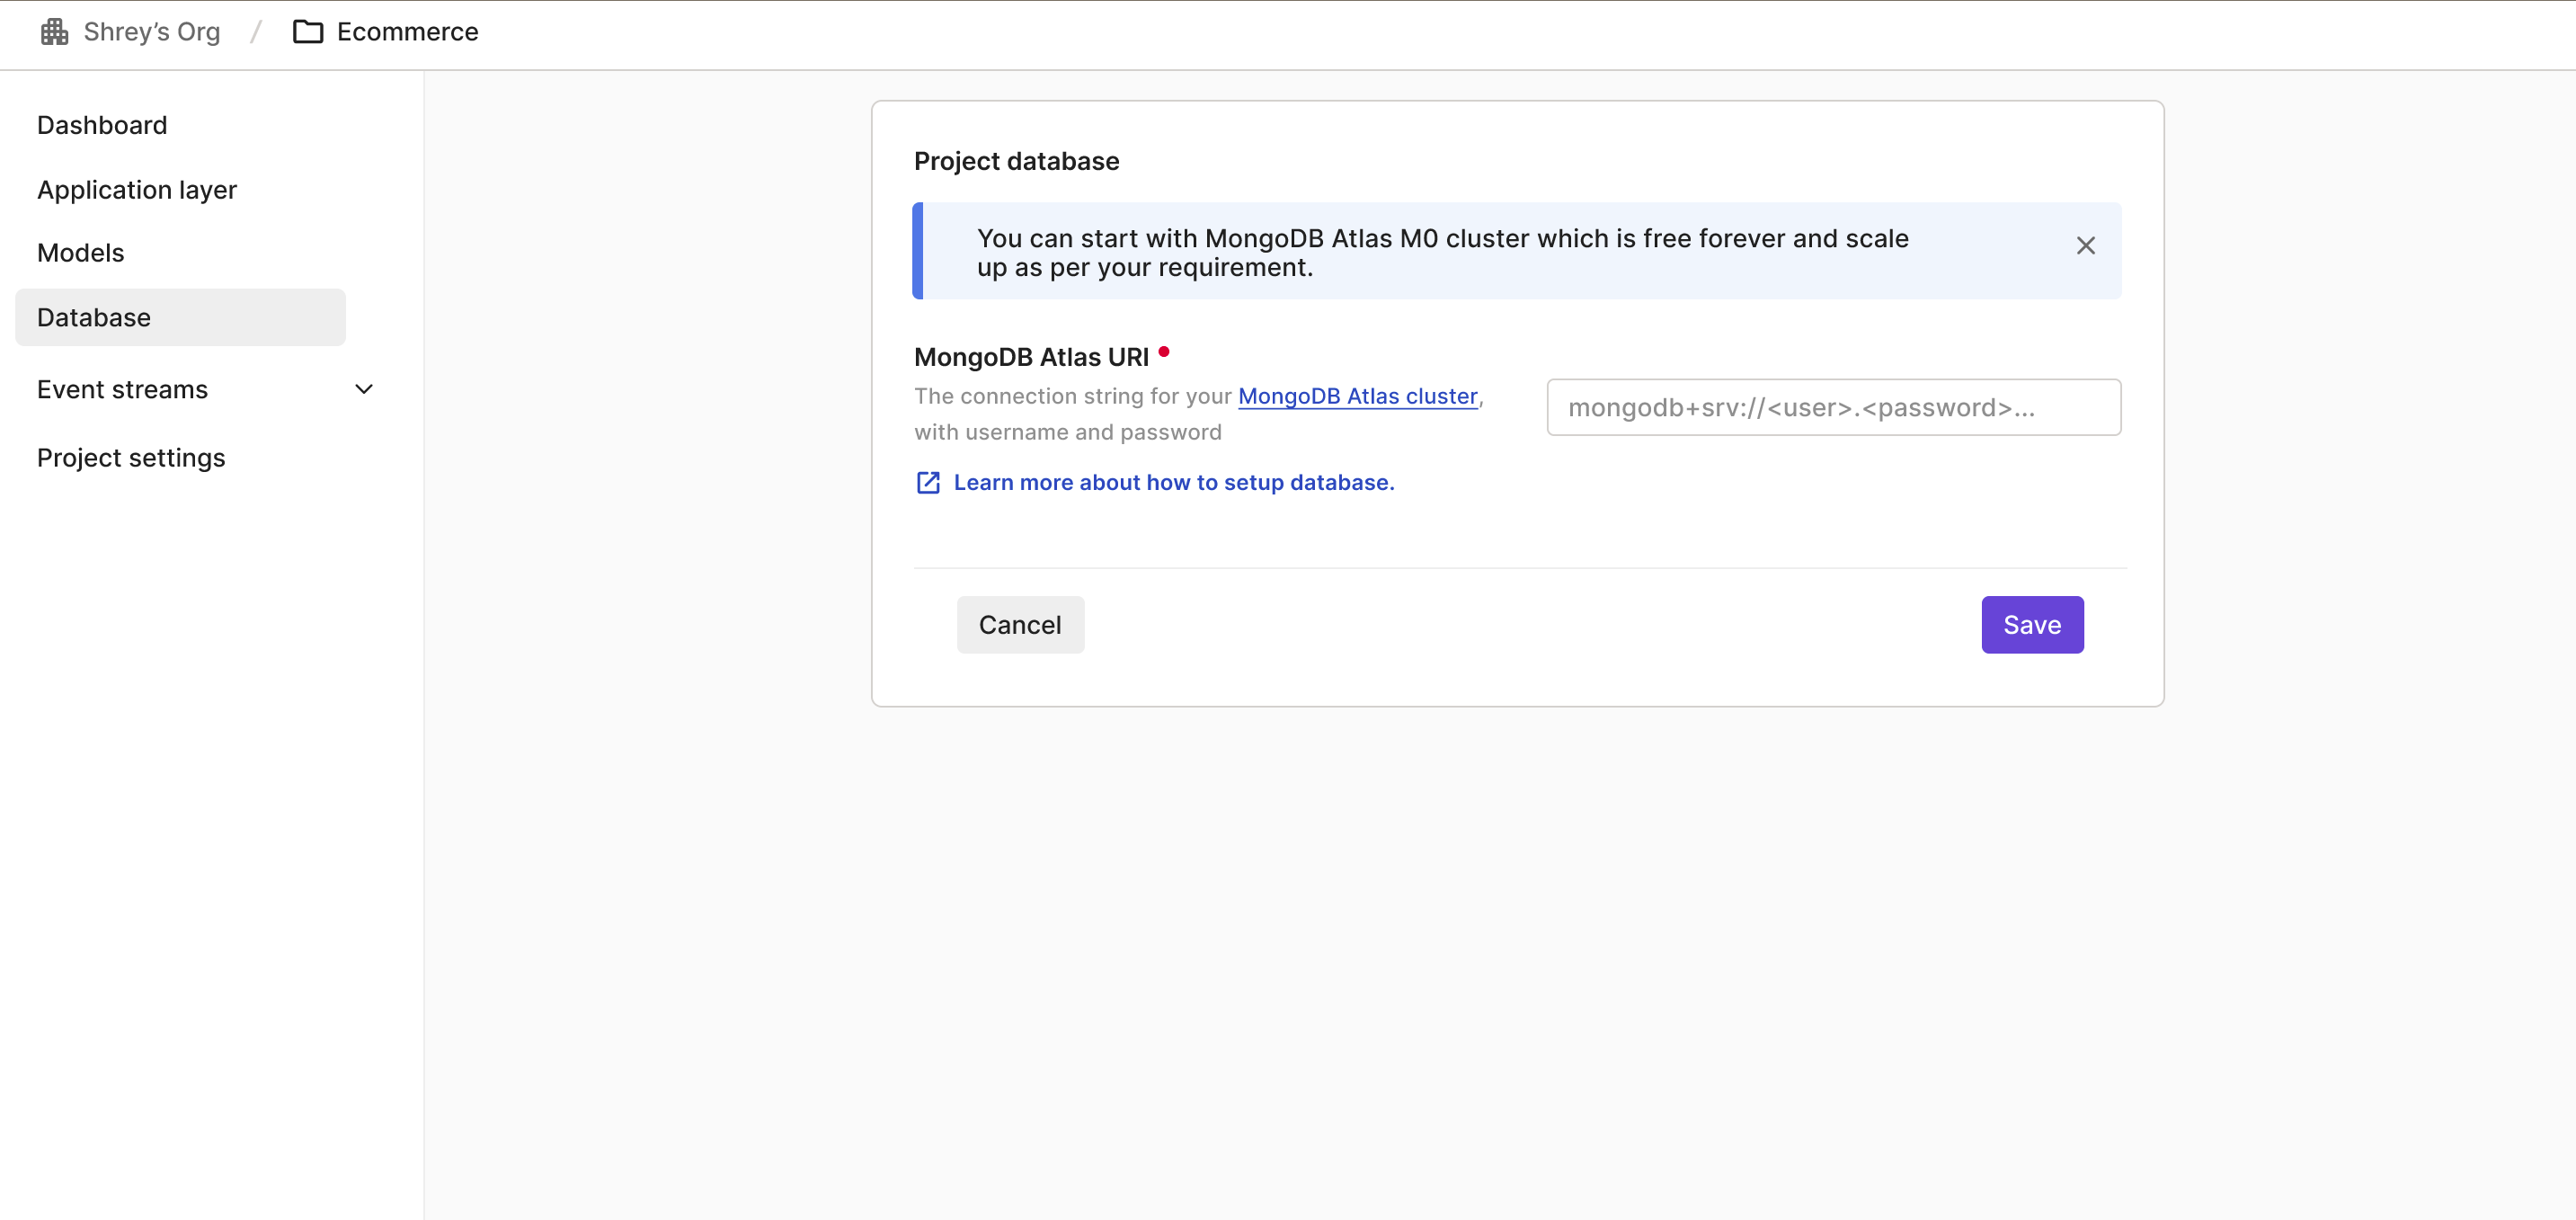 Shrey’s Org / Ecommerce
Dashboard
Application layer
Models
Database
Event streams
Project settings
Project database
You can start with MongoDB Atlas M0 cluster which is free forever and scale
up as per your requirement.
MongoDB Atlas URI
The connection string for your MongoDB Atlas cluster,
with username and password
mongodb+srv://<user>.<password>...
Learn more about how to setup database.
Cancel
Save